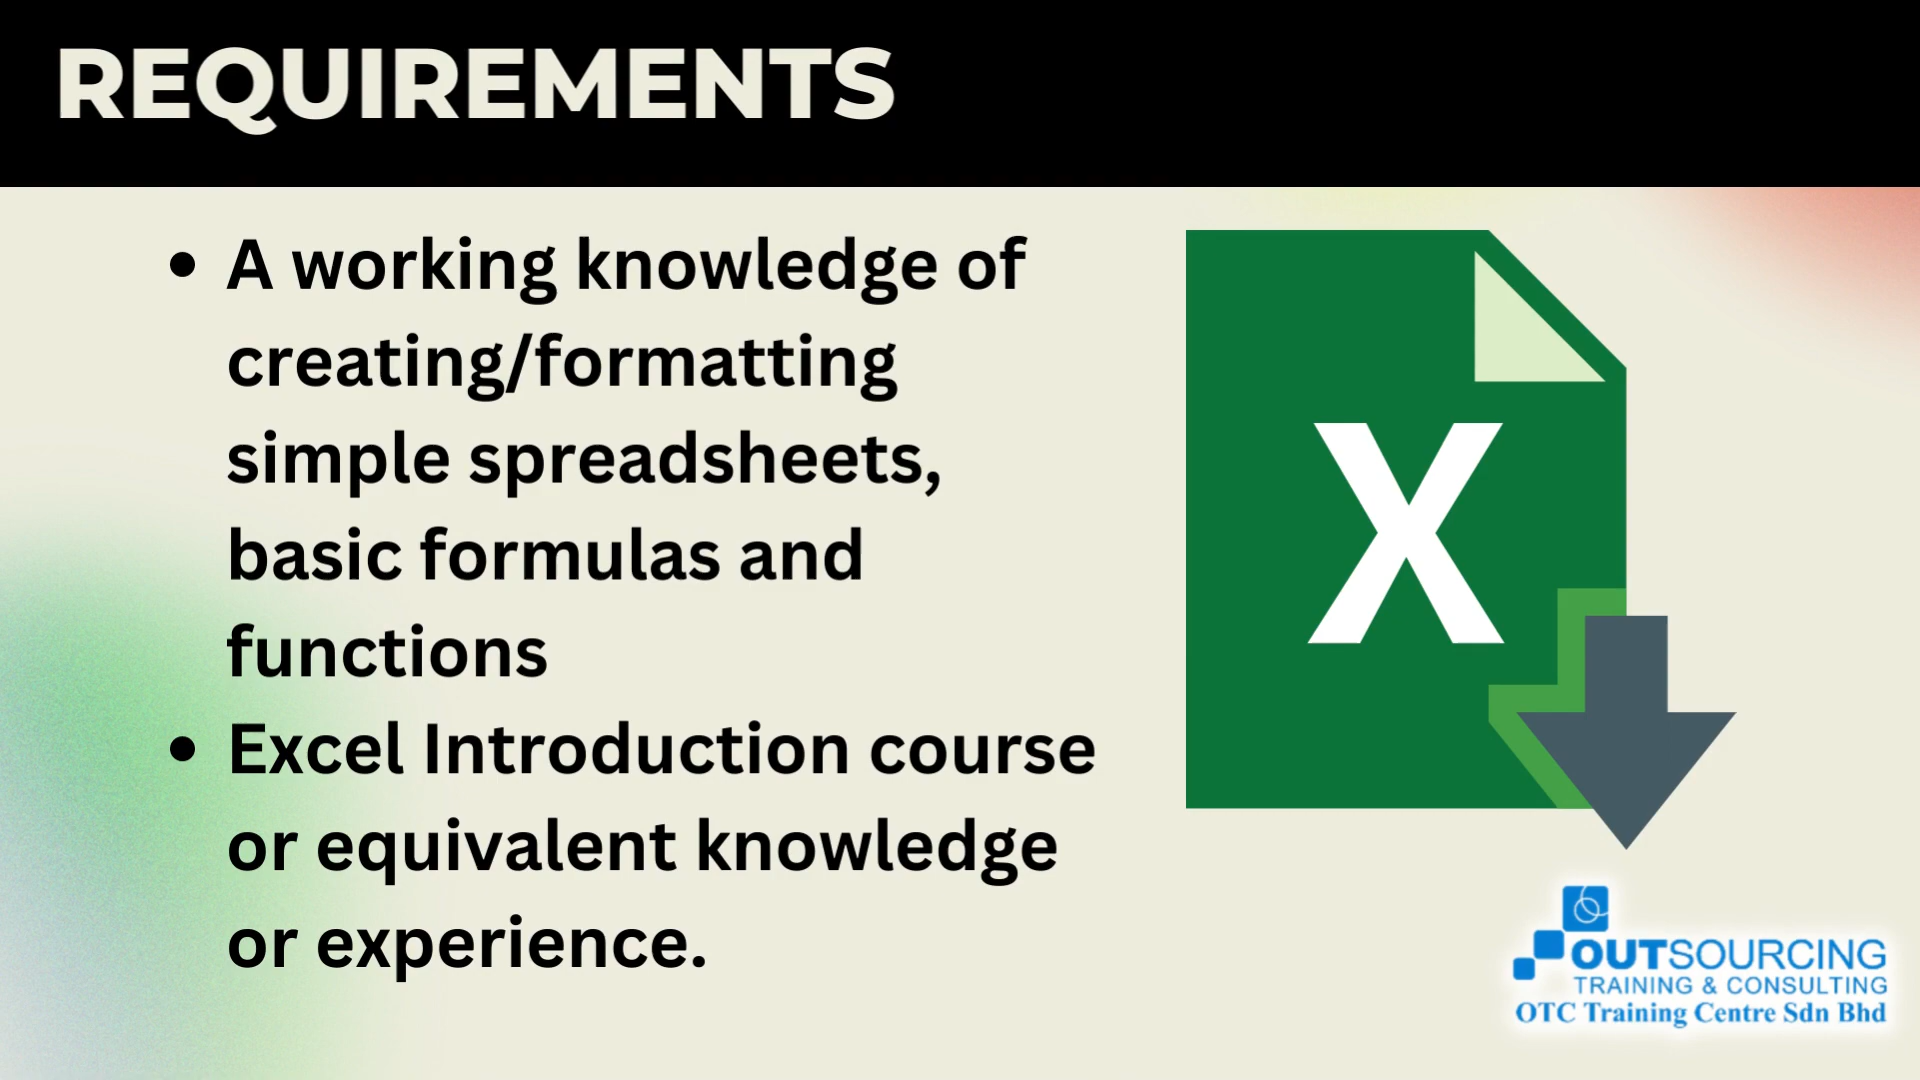 REQUIREMENTS
• A working knowledge of
creating/formatting
simple spreadsheets,
basic formulas and
functions
• Excel Introduction course
or equivalent knowledge
or experience.
X
OUTSOURCING
TRAINING & CONSULTING
OTC Training Centre Sdn Bhd